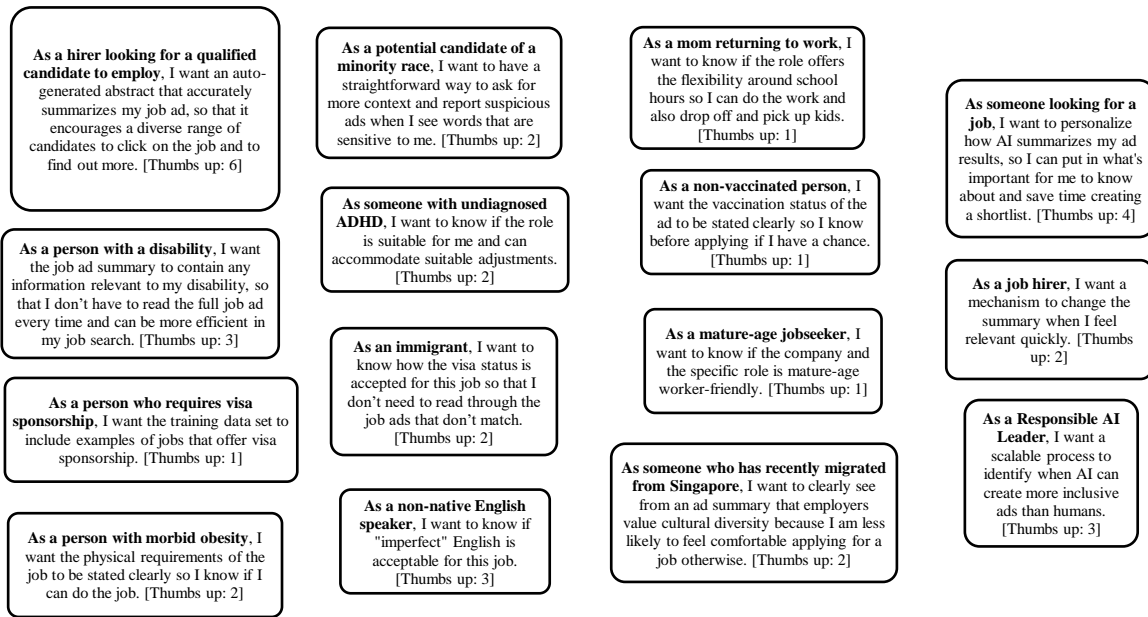 As a hirer looking for a qualified
candidate to employ, I want an auto-
generated abstract that accurately
summarizes my job ad, so that it
encourages a diverse range of
candidates to click on the job and to
find out more. [Thumbs up: 6]
As a person with a disability, I want
the job ad summary to contain any
information relevant to my disability, so
that I don't have to read the full job ad
every time and can be more efficient in
my job search. [Thumbs up: 3]
As a person who requires visa
sponsorship, I want the training data set to
include examples of jobs that offer visa
sponsorship. [Thumbs up: 1]
As a person with morbid obesity, I
want the physical requirements of the
job to be stated clearly so I know if I
can do the job. [Thumbs up: 2]
As a potential candidate of a
minority race, I want to have a
straightforward way to ask for
more context and report suspicious
ads when I see words that are
sensitive to me. [Thumbs up: 2]
As someone with undiagnosed
ADHD, I want to know if the role
is suitable for me and can
accommodate suitable adjustments.
[Thumbs up: 2]
As an immigrant, I want to
know how the visa status is
accepted for this job so that I
don't need to read through the
job ads that don't match.
[Thumbs up: 2]
As a non-native English
speaker, I want to know if
"imperfect" English is
acceptable for this job.
[Thumbs up: 3]
As a mom returning to work, I
want to know if the role offers
the flexibility around school
hours so I can do the work and
also drop off and pick up kids.
[Thumbs up: 1]
As a non-vaccinated person, I
want the vaccination status of the
ad to be stated clearly so I know
before applying if I have a chance.
[Thumbs up: 1]
As a mature-age jobseeker, I
want to know if the company and
the specific role is mature-age
worker-friendly. [Thumbs up: 1]
As someone who has recently migrated
from Singapore, I want to clearly see
from an ad summary that employers
value cultural diversity because I am less
likely to feel comfortable applying for a
job otherwise. [Thumbs up: 2]
As someone looking for a
job, I want to personalize
how AI summarizes my ad
results, so I can put in what's
important for me to know
about and save time creating
a shortlist. [Thumbs up: 4]
As a job hirer, I want a
mechanism to change the
summary when I feel
relevant quickly. [Thumbs
up: 2]
As a Responsible AI
Leader, I want a
scalable process to
identify when AI can
create more inclusive
ads than humans.
[Thumbs up: 3]